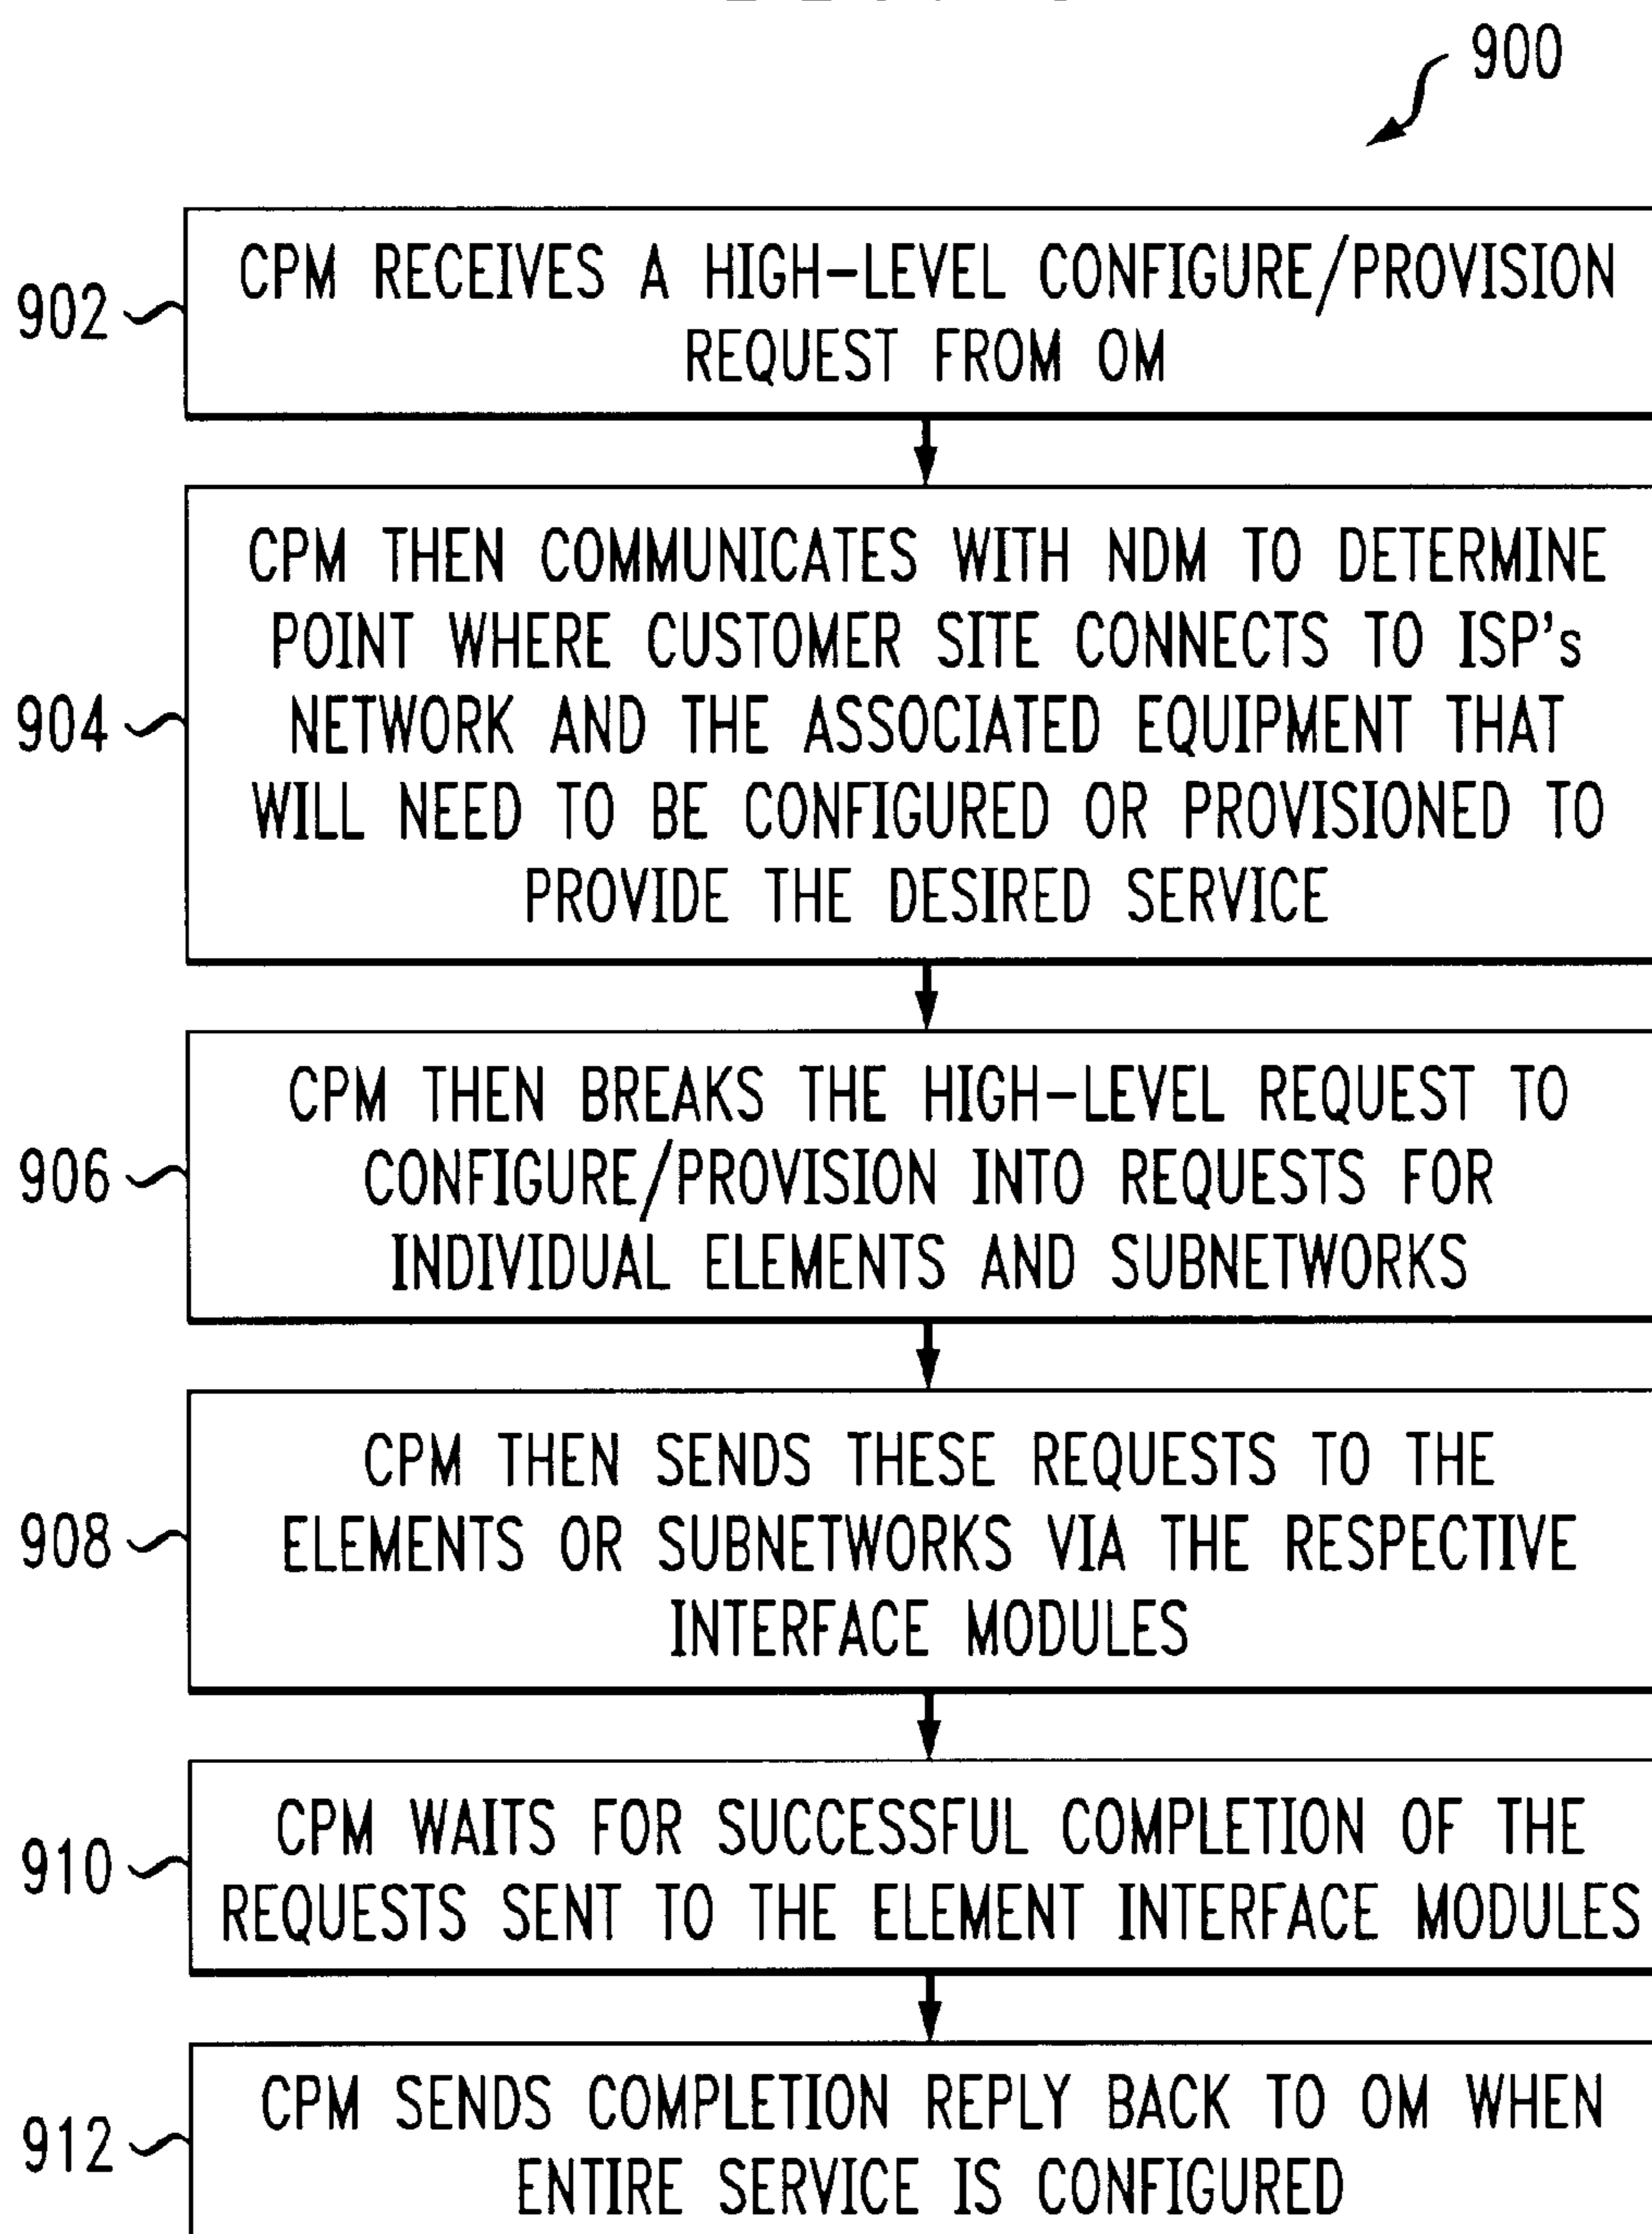 900
902
CPM RECEIVES A HIGH-LEVEL CONFIGURE/PROVISION
REQUEST FROM OM
904
CPM THEN COMMUNICATES WITH NDM TO DETERMINE
POINT WHERE CUSTOMER SITE CONNECTS TO ISP's
NETWORK AND THE ASSOCIATED EQUIPMENT THAT
WILL NEED TO BE CONFIGURED OR PROVISIONED TO
PROVIDE THE DESIRED SERVICE
906
CPM THEN BREAKS THE HIGH-LEVEL REQUEST TO
CONFIGURE/PROVISION INTO REQUESTS FOR
INDIVIDUAL ELEMENTS AND SUBNETWORKS
908
CPM THEN SENDS THESE REQUESTS TO THE
ELEMENTS OR SUBNETWORKS VIA THE RESPECTIVE
INTERFACE MODULES
910
CPM WAITS FOR SUCCESSFUL COMPLETION OF THE
REQUESTS SENT TO THE ELEMENT INTERFACE MODULES
912
CPM SENDS COMPLETION REPLY BACK TO OM WHEN
ENTIRE SERVICE IS CONFIGURED